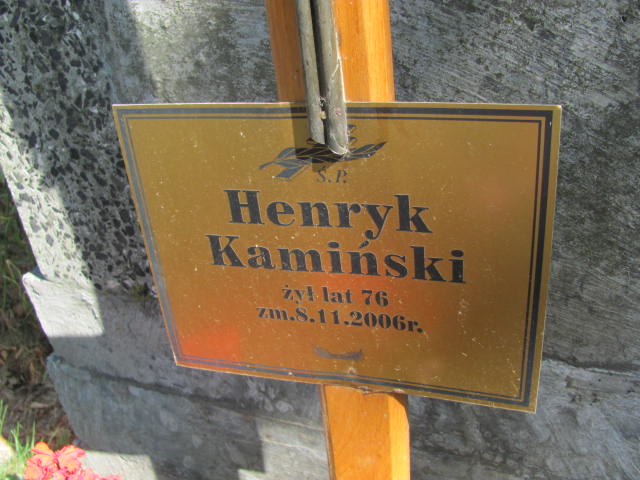 Ś.P.
Henryk
Kamiński
żył lat 76
zm.8.11.2006r.